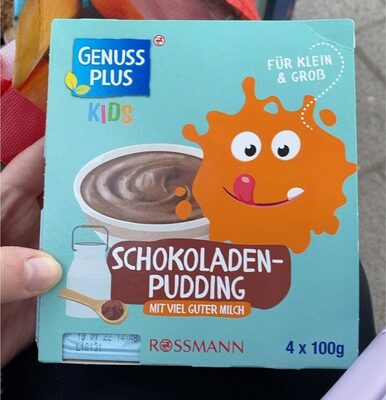 GENUSS
PLUS
KIDS
FÜR KLEIN
& GROß
SCHOKOLADEN-
PUDDING
MIT VIEL GUTER MILCH
ROSSMANN
4 x 100g